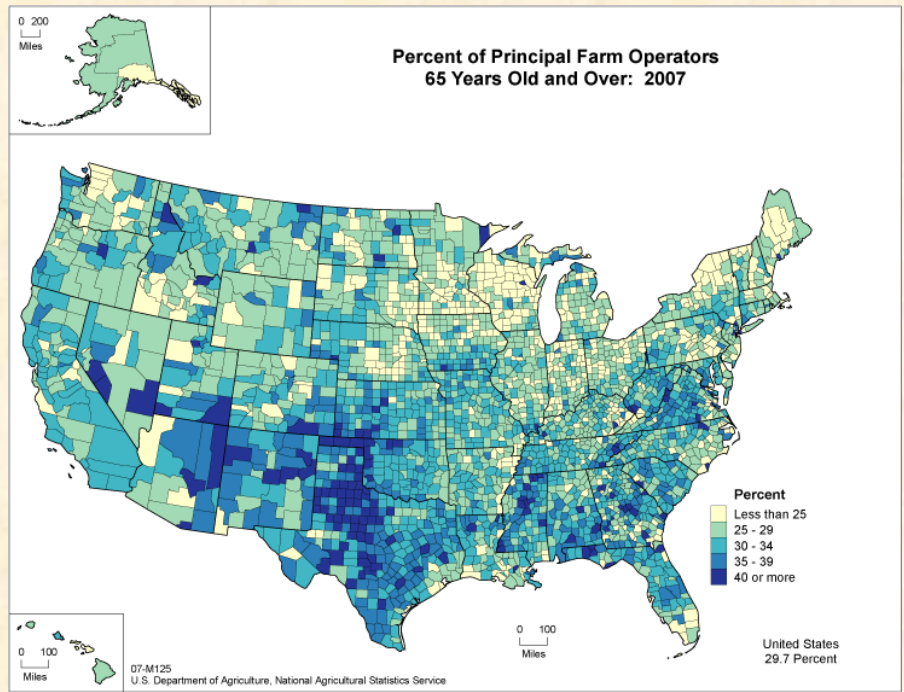 0 200
Miles
Percent of Principal Farm Operators
65 Years Old and Over: 2007
Percent
Less than 25
25 - 29
30 - 34
35 - 39
40 or more
0 100
Miles
0 100
Miles
United States
29.7 Percent
07-M125
U.S. Department of Agriculture, National Agricultural Statistics Service